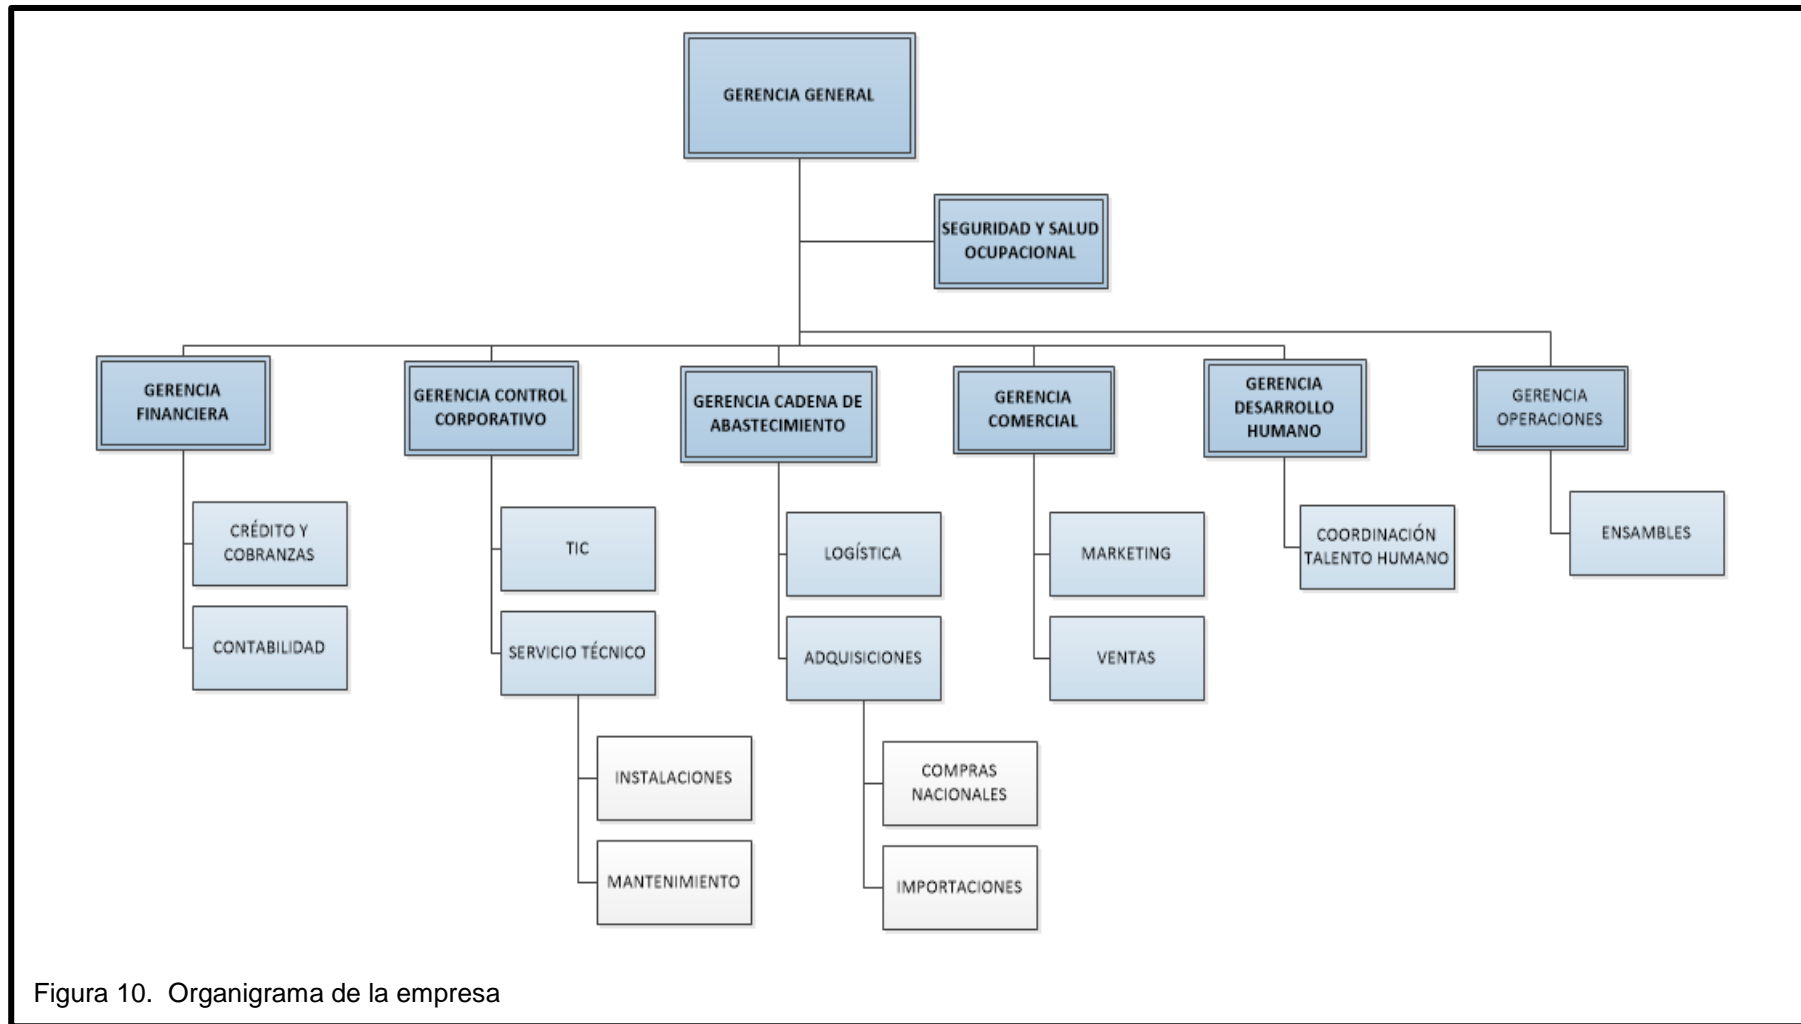 GERENCIA GENERAL
SEGURIDAD Y SALUD
OCUPACIONAL
GERENCIA
FINANCIERA
GERENCIA CONTROL
CORPORATIVO
GERENCIA CADENA DE
ABASTECIMIENTO
GERENCIA
COMERCIAL
GERENCIA
DESARROLLO
HUMANO
GERENCIA
OPERACIONES
CRÉDITO Y
COBRANZAS
TIC
LOGÍSTICA
MARKETING
COORDINACIÓN
TALENTO HUMANO
ENSAMBLES
CONTABILIDAD
SERVICIO TÉCNICO
ADQUISICIONES
VENTAS
INSTALACIONES
COMPRAS
NACIONALES
MANTENIMIENTO
IMPORTACIONES
Figura 10.  Organigrama de la empresa